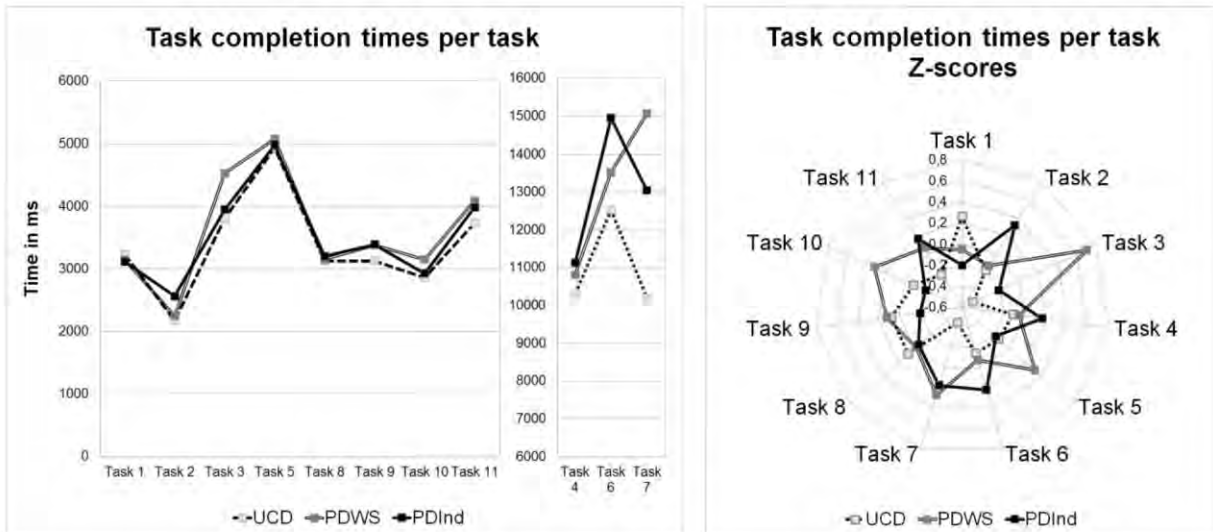 Task completion times per task
Time in ms
6000
5000
4000
3000
2000
1000
0
Task 1 Task 2 Task 3 Task 5 Task 8 Task 9 Task 10 Task 11
16000
15000
14000
13000
12000
11000
10000
9000
8000
7000
6000
Task 4
Task 6
Task 7
UCD PDWS PDInd
Task completion times per task
Z-scores
Task 1
Task 2
Task 3
Task 4
Task 5
Task 6
Task 7
Task 8
Task 9
Task 10
Task 11
0,8
0,6
0,4
0,2
0,0
-0,2
-0,4
-0,6
UCD PDWS PDInd